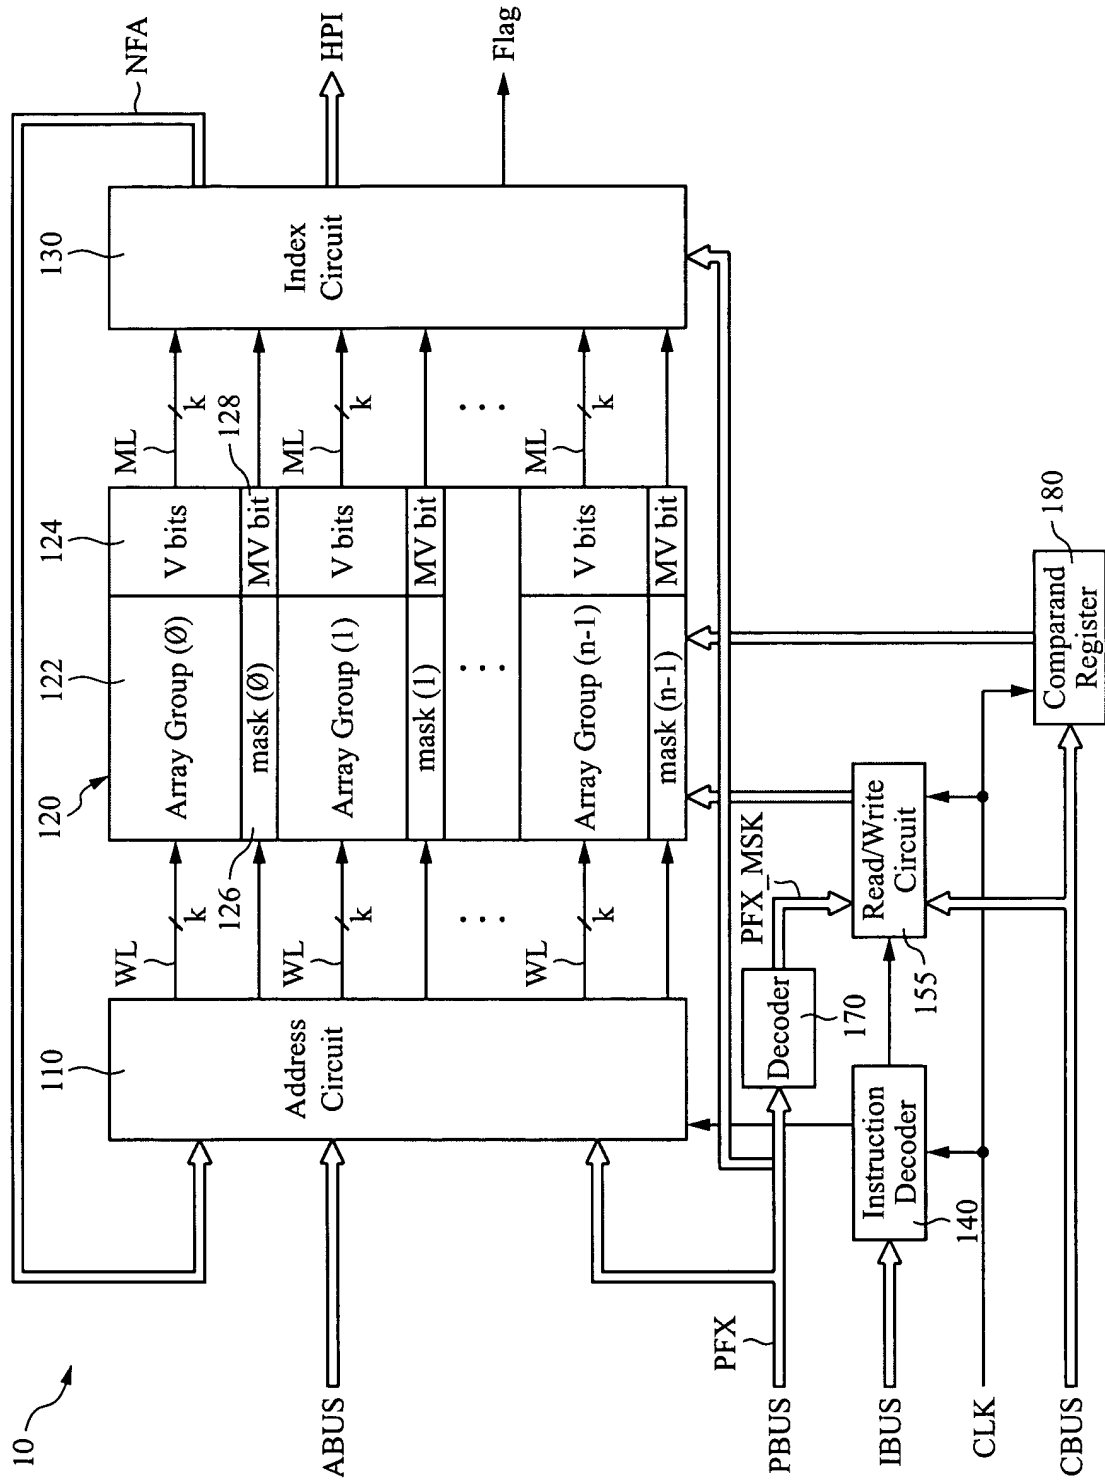 10
NFA
HPI
Flag
110
Address
Circuit
120
122
124
130
Index
Circuit
WL
k
126
WL
k
...
WL
k
Array Group (Ø)
V bits
mask (Ø)
MV bit
Array Group (1)
V bits
mask (1)
MV bit
...
Array Group (n-1)
V bits
mask (n-1)
MV bit
ML
k
128
ML
k
...
ML
k
ABUS
PFX
PBUS
Decoder
170
PFX_MSK
IBUS
Instruction
Decoder
140
Read/Write
Circuit
155
CLK
CBUS
Comparand
Register
180